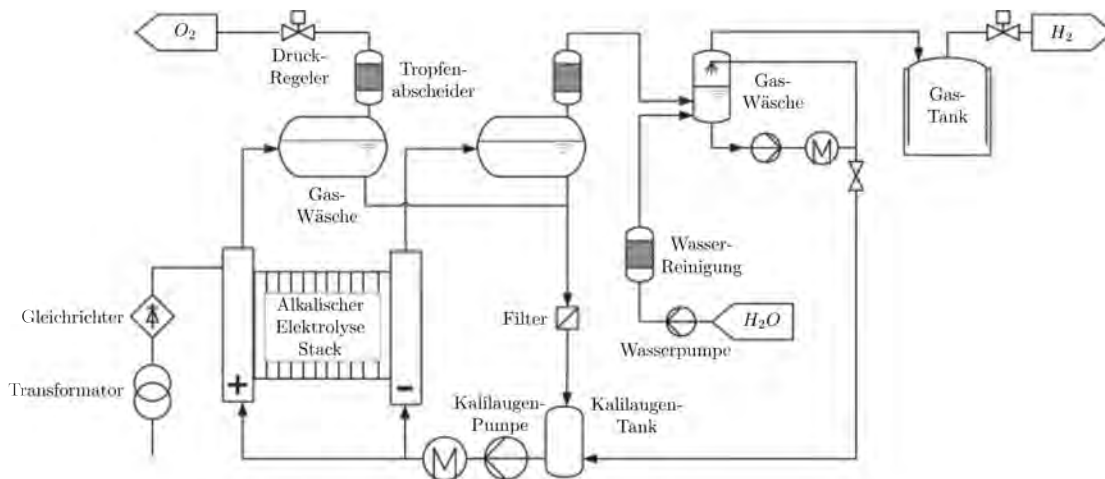 O₂
H₂
Druck-
Regeler
Tropfen-
abscheider
Gas-
Wäsche
Gas-
Tank
Gas-
Wäsche
Wasser-
Reinigung
Gleichrichter
Alkalischer
Elektrolyse
Stack
Filter
H₂O
Wasserpumpe
Transformator
+
-
Kalilaugen-
Pumpe
Kalilaugen-
Tank
M
M